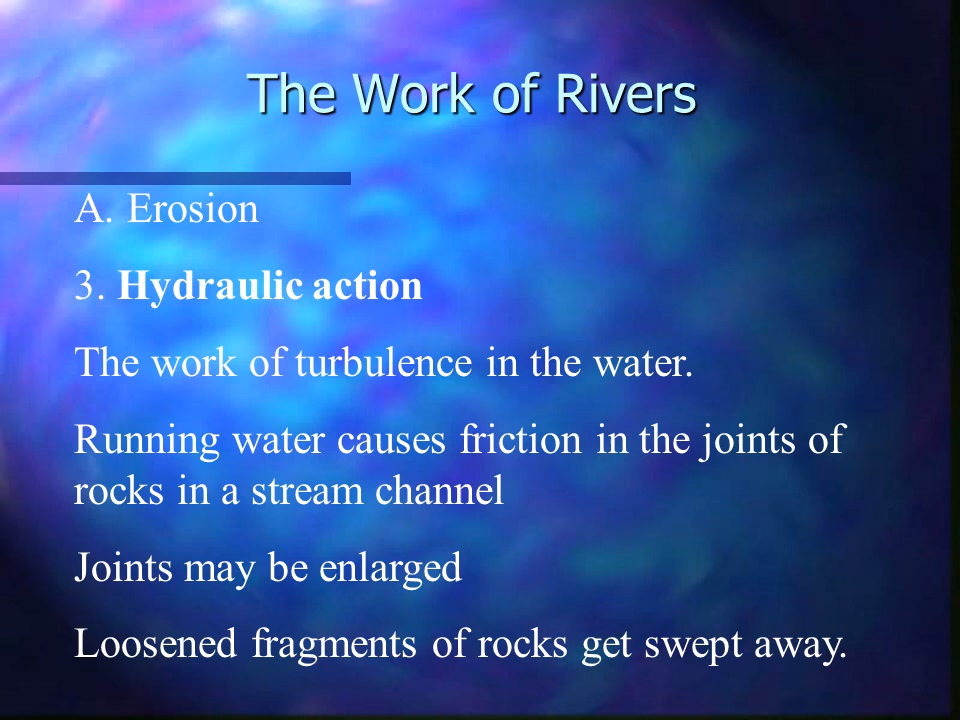 The Work of Rivers
A. Erosion
3. Hydraulic action
The work of turbulence in the water.
Running water causes friction in the joints of
rocks in a stream channel
Joints may be enlarged
Loosened fragments of rocks get swept away.